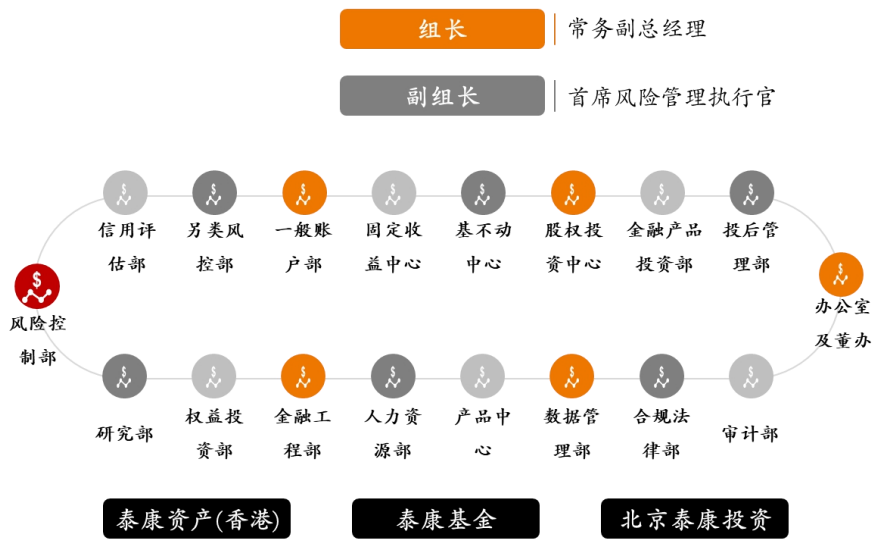 组长 常务副总经理
副组长 首席风险管理执行官
$ $ $ $ $ $ $ $
信用评 另类风 一般账 固定收 基不动 股权投 金融产品 投后管
估部 控部 户部 益中心 中心 资中心 投资部 理部
$ $
风险控 办公室
制部 及董办
$ $ $ $ $ $ $ $
研究部 权益投 金融工 人力资 产品中 数据管 合规法 审计部
资部 程部 源部 心 理部 律部
泰康资产(香港) 泰康基金 北京泰康投资